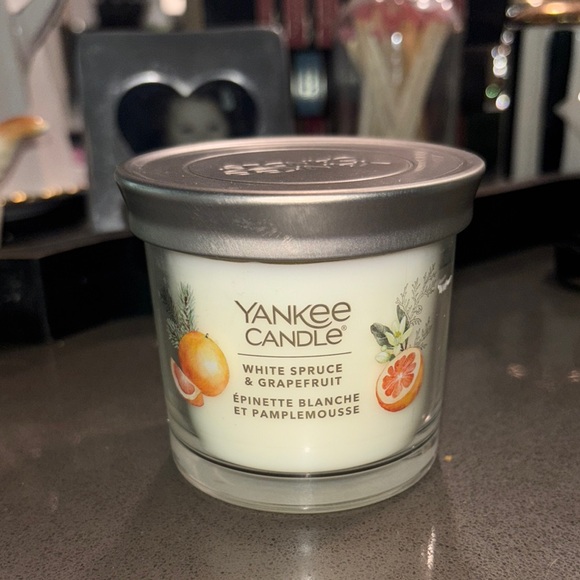 YANKEE
CANDLE®
WHITE SPRUCE
& GRAPEFRUIT
ÉPINETTE BLANCHE
ET PAMPLEMOUSSE